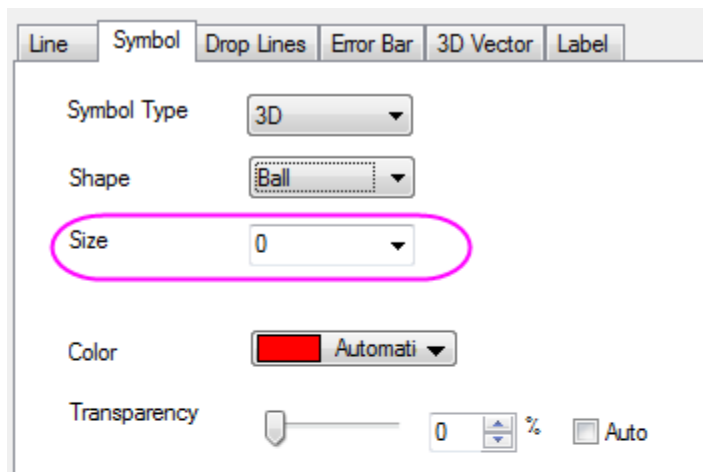 Line Symbol Drop Lines Error Bar 3D Vector Label
Symbol Type 3D
Shape Ball
Size 0
Color Automati
Transparency 0 % Auto